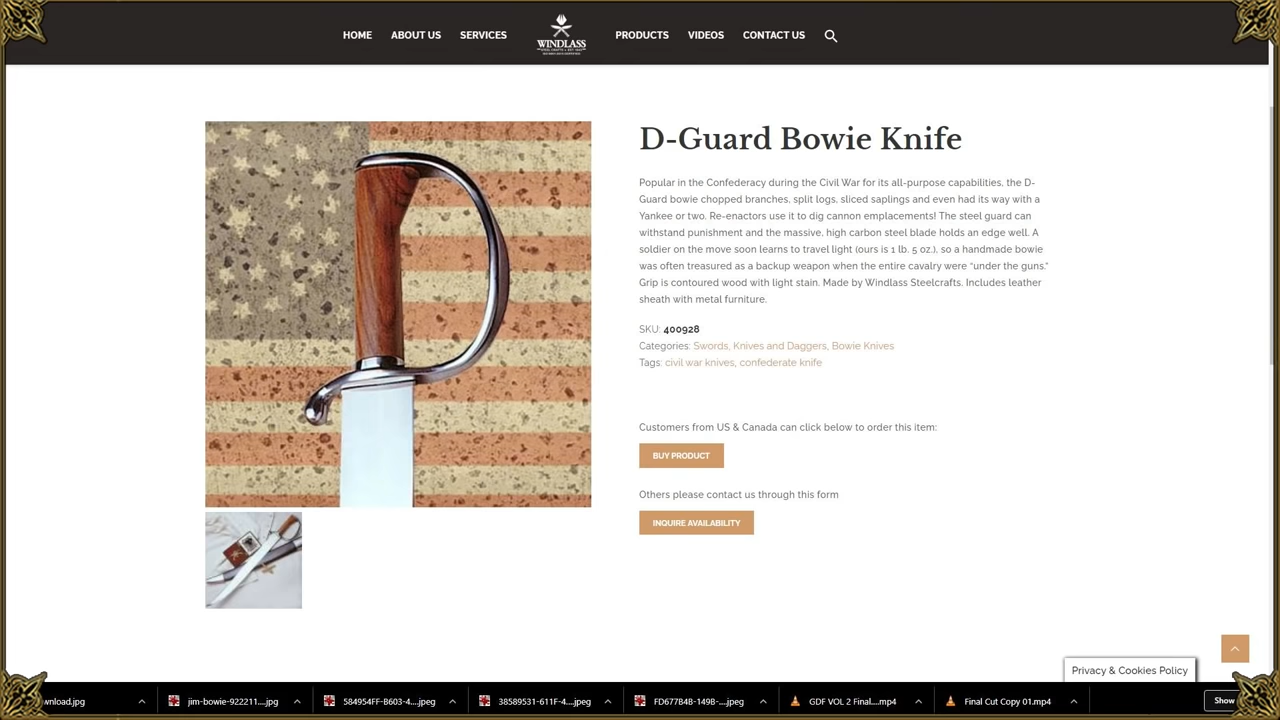 HOME ABOUT US SERVICES WINDLASS PRODUCTS VIDEOS CONTACT US
D-Guard Bowie Knife
Popular in the Confederacy during the Civil War for its all-purpose capabilities, the D-
Guard bowie chopped branches, split logs, sliced saplings and even had its way with a
Yankee or two. Re-enactors use it to dig cannon emplacements! The steel guard can
withstand punishment and the massive, high carbon steel blade holds an edge well. A
soldier on the move soon learns to travel light (ours is 1 lb. 5 oz.), so a handmade bowie
was often treasured as a backup weapon when the entire cavalry were “under the guns.”
Grip is contoured wood with light stain. Made by Windlass Steelcrafts. Includes leather
sheath with metal furniture.
SKU: 400928
Categories: Swords, Knives and Daggers, Bowie Knives
Tags: civil war knives, confederate knife
Customers from US & Canada can click below to order this item:
BUY PRODUCT
Others please contact us through this form
INQUIRE AVAILABILITY
Privacy & Cookies Policy
wnload.jpg jim-bowie-922211....jpg 584954FF-B603-4....jpeg 38589531-611F-4....jpeg FD677B48-149B-....jpeg GDF VOL 2 Final....mp4 Final Cut Copy 01.mp4 Show